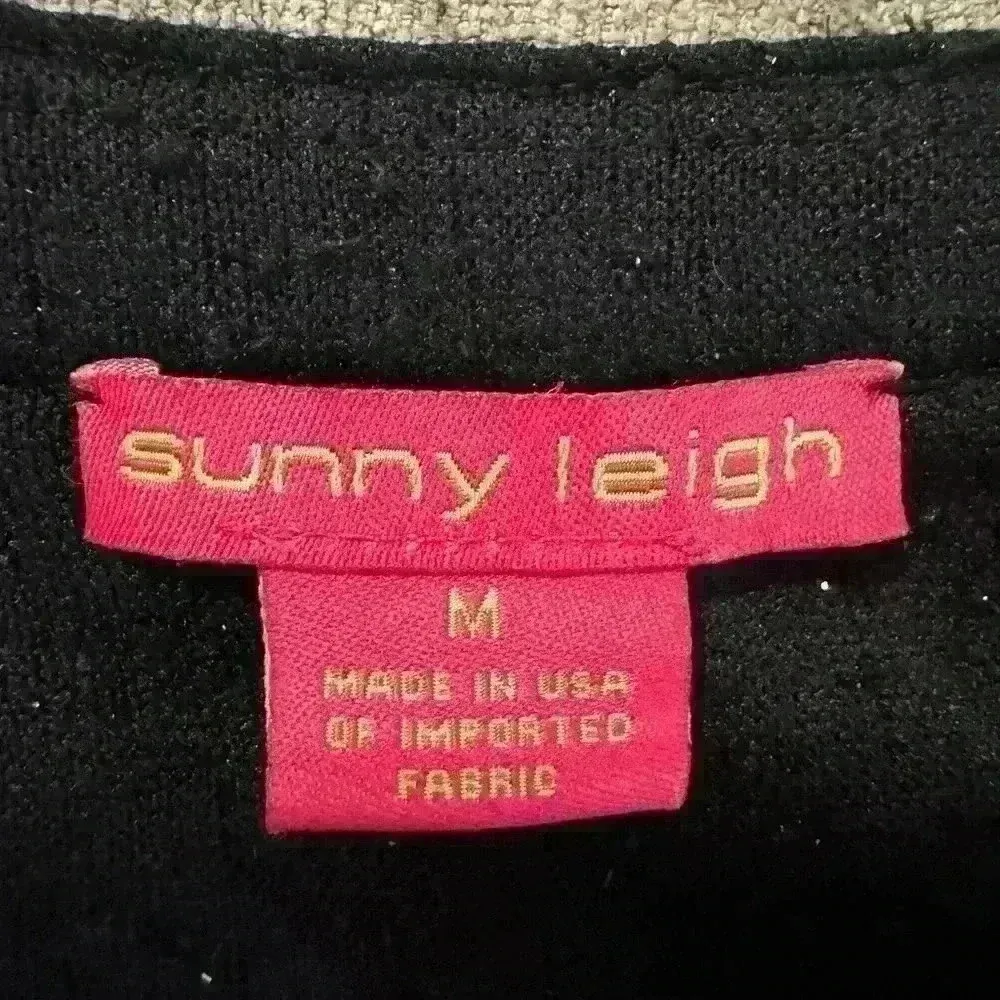 sunny leigh
M
MADE IN USA
OF IMPORTED
FABRIC